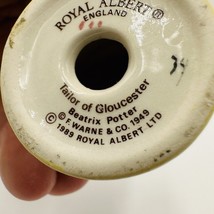 ROYAL ALBERT®
ENGLAND
Tailor of Gloucester
Beatrix Potter
© F. WARNE & CO. 1949
© 1989 ROYAL ALBERT LTD